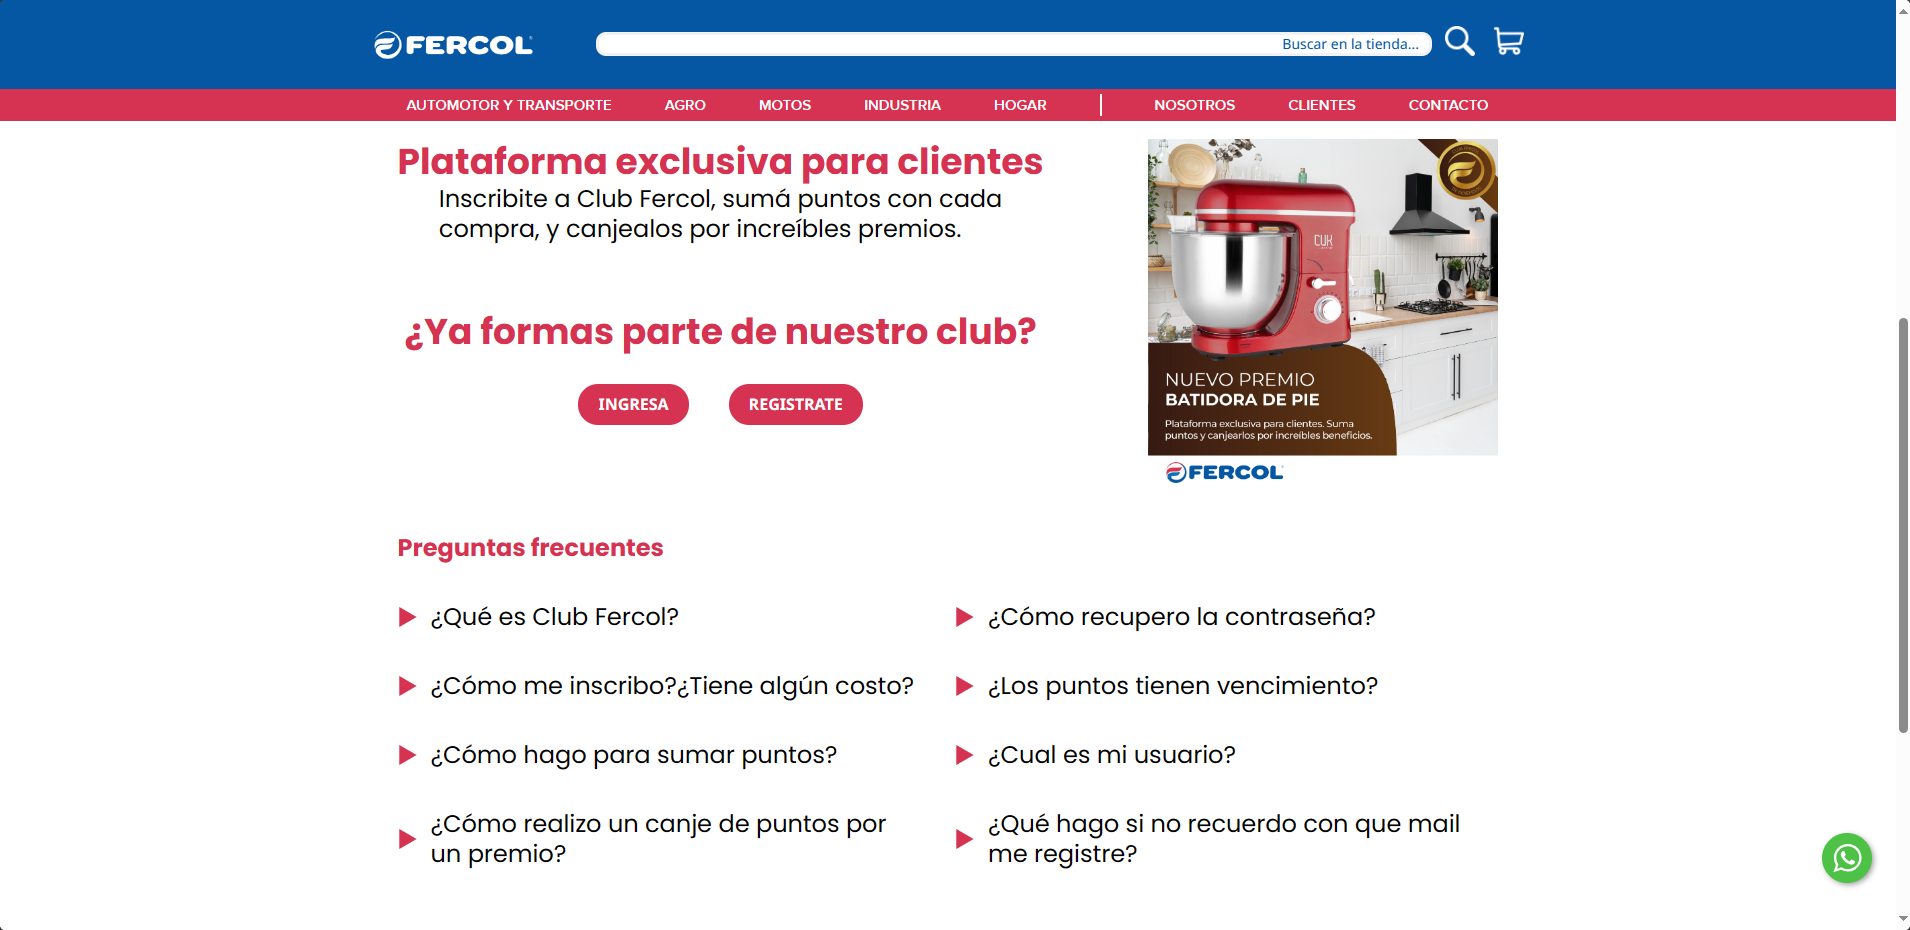 FERCOL
Buscar en la tienda...
AUTOMOTOR Y TRANSPORTE AGRO MOTOS INDUSTRIA HOGAR NOSOTROS CLIENTES CONTACTO
Plataforma exclusiva para clientes
Inscribite a Club Fercol, sumá puntos con cada
compra, y canjealos por increíbles premios.
¿Ya formas parte de nuestro club?
INGRESA REGISTRATE
CUK
NUEVO PREMIO
BATIDORA DE PIE
Plataforma exclusiva para clientes. Suma
puntos y canjearlos por increíbles beneficios.
FERCOL
Preguntas frecuentes
¿Qué es Club Fercol?
¿Cómo me inscribo?¿Tiene algún costo?
¿Cómo hago para sumar puntos?
¿Cómo realizo un canje de puntos por
un premio?
¿Cómo recupero la contraseña?
¿Los puntos tienen vencimiento?
¿Cual es mi usuario?
¿Qué hago si no recuerdo con que mail
me registre?